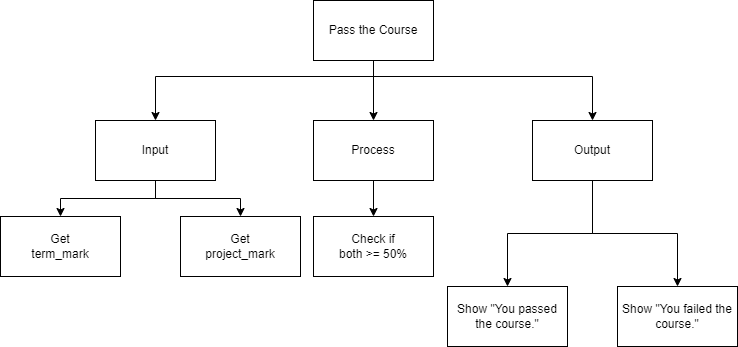 Pass the Course
Input
Process
Output
Get
term_mark
Get
project_mark
Check if
both >= 50%
Show "You passed
the course."
Show "You failed the
course."